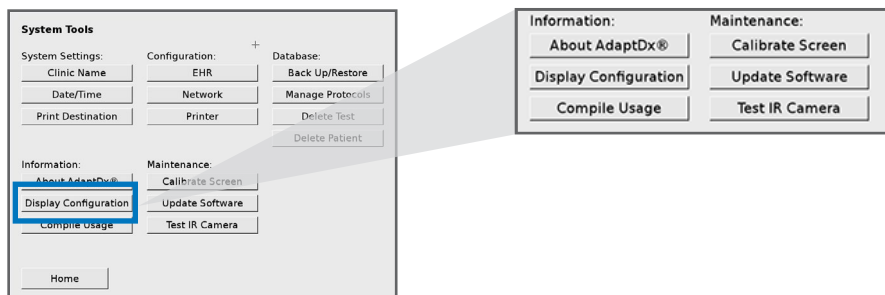 System Tools
System Settings: Configuration: Database:
Clinic Name EHR Back Up/Restore
Date/Time Network Manage Protocols
Print Destination Printer Delete Test
Delete Patient
Information: Maintenance:
About AdaptDx® Calibrate Screen
Display Configuration Update Software
Compile Usage Test IR Camera
Home
Information: Maintenance:
About AdaptDx® Calibrate Screen
Display Configuration Update Software
Compile Usage Test IR Camera